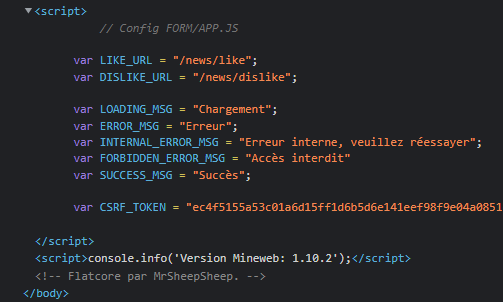 <script>
// Config FORM/APP.JS
var LIKE_URL = "/news/like";
var DISLIKE_URL = "/news/dislike";
var LOADING_MSG = "Chargement";
var ERROR_MSG = "Erreur";
var INTERNAL_ERROR_MSG = "Erreur interne, veuillez réessayer";
var FORBIDDEN_ERROR_MSG = "Accès interdit"
var SUCCESS_MSG = "Succès";
var CSRF_TOKEN = "ec4f5155a53c01a6d15ff1d6b5d6e141eef98f9e04a0851
</script>
<script>console.info('Version Mineweb: 1.10.2');</script>
<!-- Flatcore par MrSheepSheep. -->
</body>